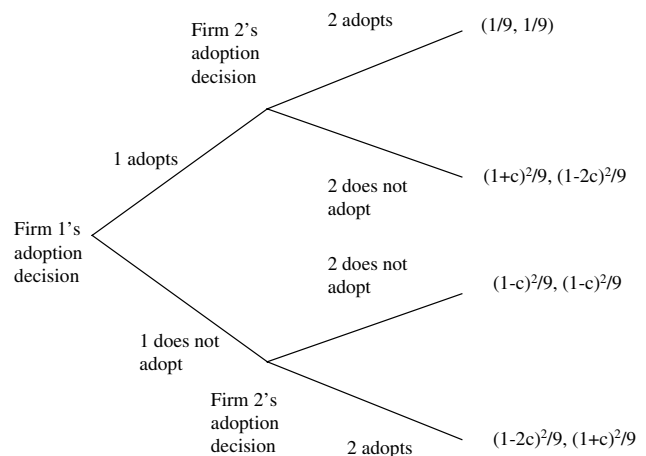 Firm 2's
adoption
decision
2 adopts
(1/9, 1/9)
1 adopts
(1+c)²/9, (1-2c)²/9
2 does not
adopt
Firm 1's
adoption
decision
2 does not
adopt
(1-c)²/9, (1-c)²/9
1 does not
adopt
Firm 2's
adoption
decision
2 adopts
(1-2c)²/9, (1+c)²/9